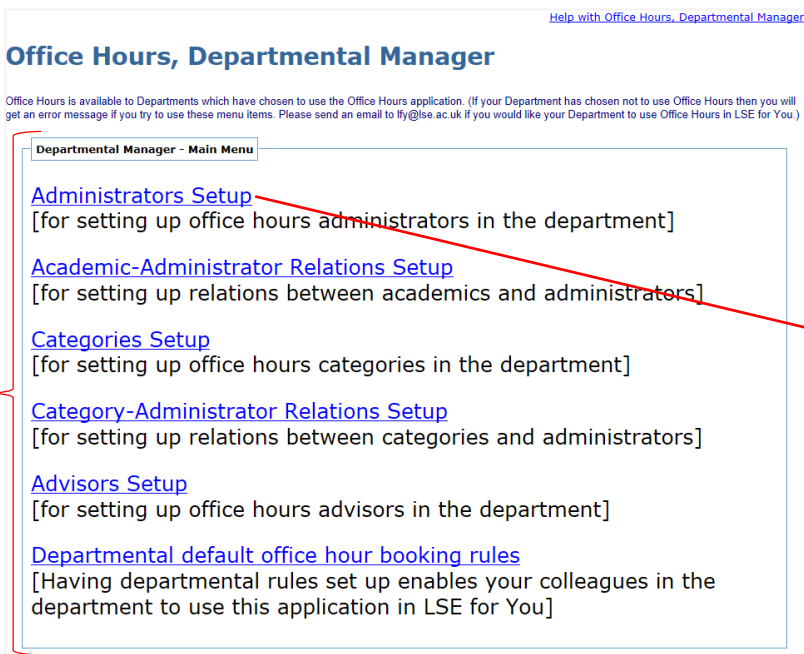 Help with Office Hours, Departmental Manager
Office Hours, Departmental Manager
Office Hours is available to Departments which have chosen to use the Office Hours application. (If your Department has chosen not to use Office Hours then you will
get an error message if you try to use these menu items. Please send an email to lfy@lse.ac.uk if you would like your Department to use Office Hours in LSE for You.)
Departmental Manager - Main Menu
Administrators Setup
[for setting up office hours administrators in the department]
Academic-Administrator Relations Setup
[for setting up relations between academics and administrators]
Categories Setup
[for setting up office hours categories in the department]
Category-Administrator Relations Setup
[for setting up relations between categories and administrators]
Advisors Setup
[for setting up office hours advisors in the department]
Departmental default office hour booking rules
[Having departmental rules set up enables your colleagues in the
department to use this application in LSE for You]